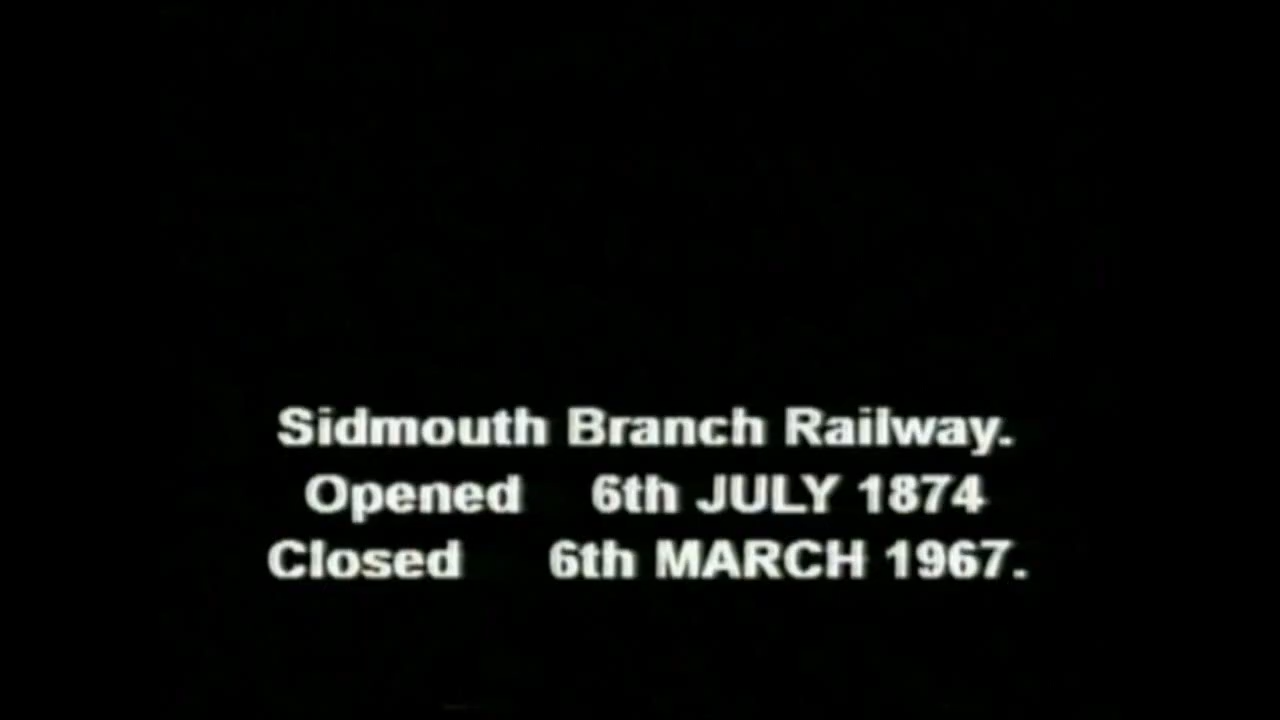 Sidmouth Branch Railway.
Opened 6th JULY 1874
Closed 6th MARCH 1967.